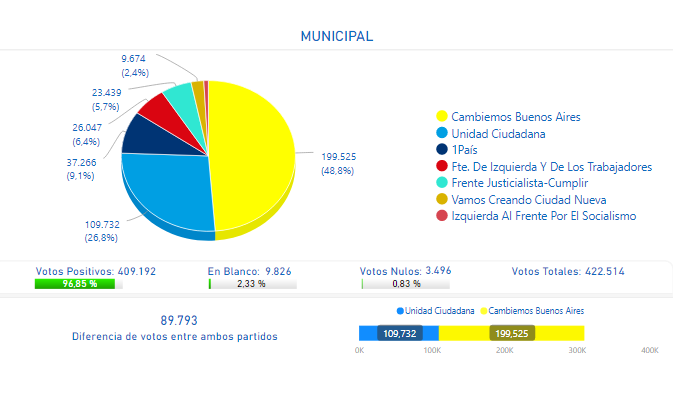 MUNICIPAL
9.674
(2,4%)
23.439
(5,7%)
26.047
(6,4%)
37.266
(9,1%)
109.732
(26,8%)
199.525
(48,8%)
Cambiemos Buenos Aires
Unidad Ciudadana
1País
Fte. De Izquierda Y De Los Trabajadores
Frente Justicialista-Cumplir
Vamos Creando Ciudad Nueva
Izquierda Al Frente Por El Socialismo
Votos Positivos: 409.192
96,85 %
En Blanco: 9.826
2,33 %
Votos Nulos: 3.496
0,83 %
Votos Totales: 422,514
89.793
Diferencia de votos entre ambos partidos
Unidad Ciudadana Cambiemos Buenos Aires
109,732 199,525
0K 100K 200K 300K 400K